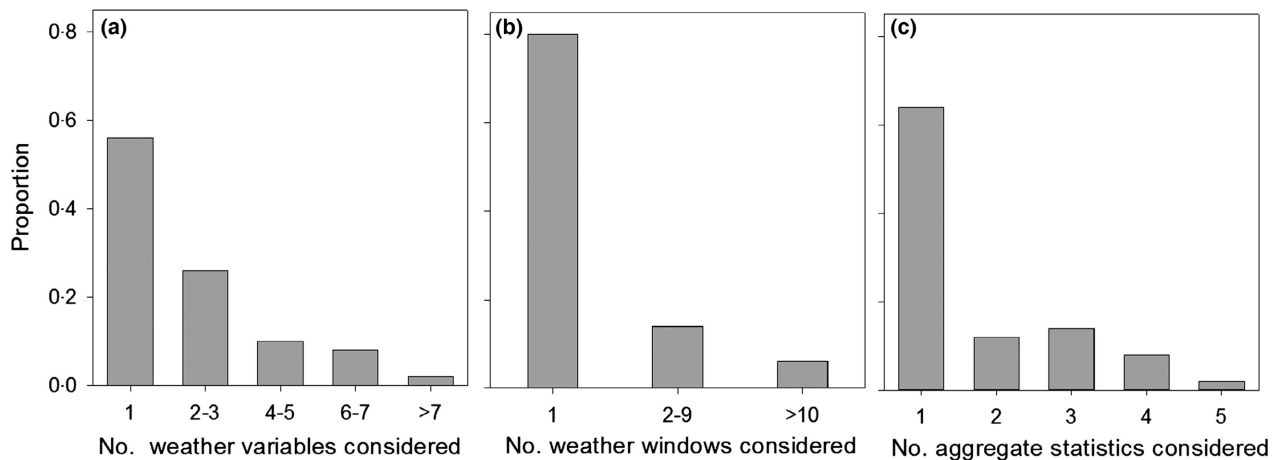 (a)
(b)
(c)
Proportion
0·8
0·6
0·4
0·2
0·0
1 2-3 4-5 6-7 >7
No. weather variables considered
1 2-9 >10
No. weather windows considered
1 2 3 4 5
No. aggregate statistics considered